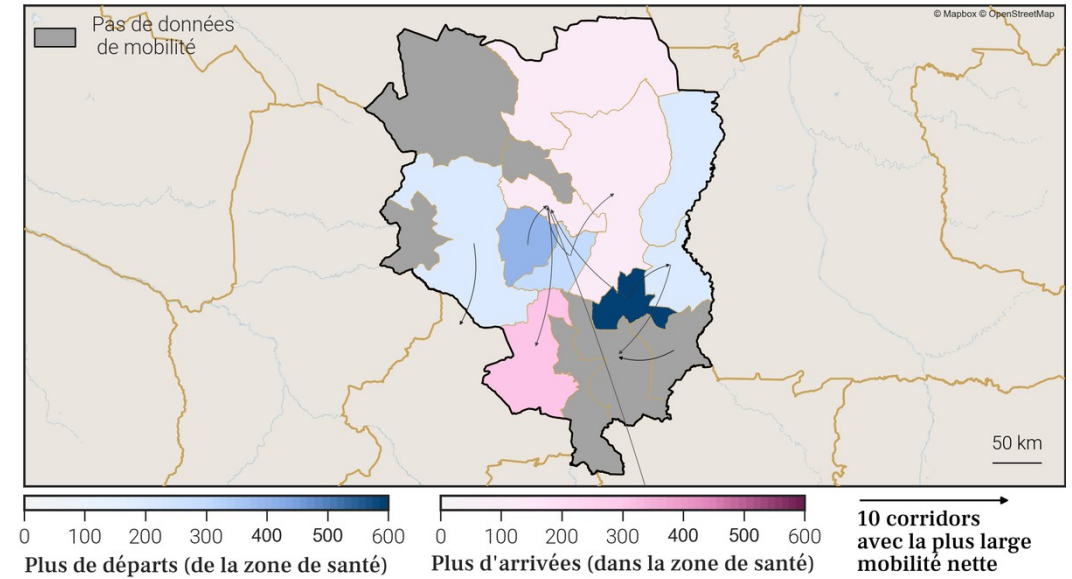 © Mapbox © OpenStreetMap
Pas de données
de mobilité
50 km
0 100 200 300 400 500 600
Plus de départs (de la zone de santé)
0 100 200 300 400 500 600
Plus d'arrivées (dans la zone de santé)
10 corridors
avec la plus large
mobilité nette